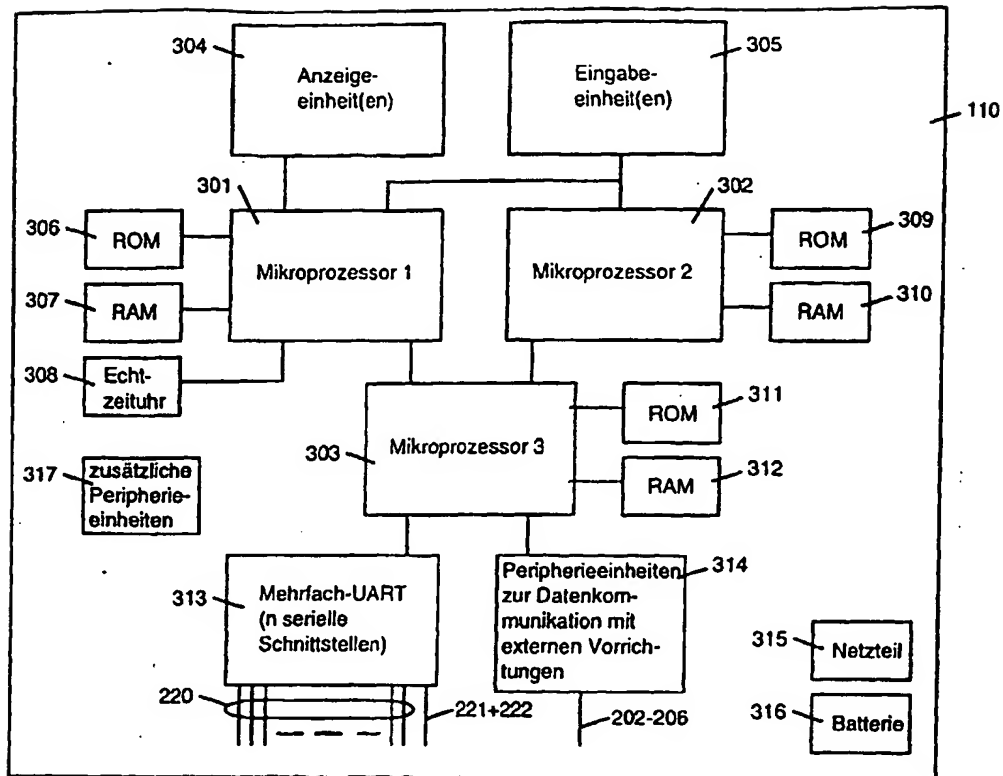 304
Anzeige-
einheit(en)
305
Eingabe-
einheit(en)
110
301
302
306
ROM
Mikroprozessor 1
Mikroprozessor 2
ROM
309
307
RAM
RAM
310
308
Echt-
zeituhr
303
Mikroprozessor 3
ROM
311
RAM
312
317
zusätzliche
Peripherie-
einheiten
313
Mehrfach-UART
(n serielle
Schnittstellen)
Peripherieeinheiten
zur Datenkom-
munikation mit
externen Vorrich-
tungen
314
315
Netzteil
316
Batterie
220
221+222
202-206